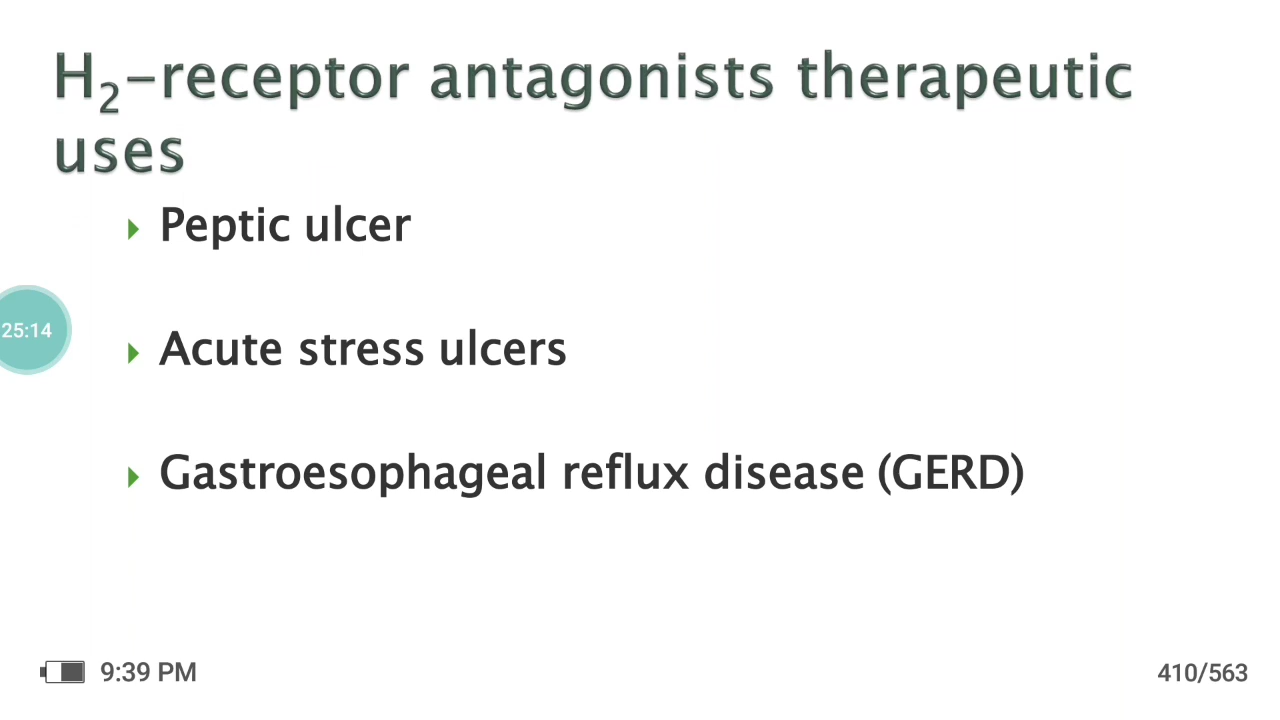 H₂-receptor antagonists therapeutic
uses
Peptic ulcer
25:14
Acute stress ulcers
Gastroesophageal reflux disease (GERD)
9:39 PM
410/563